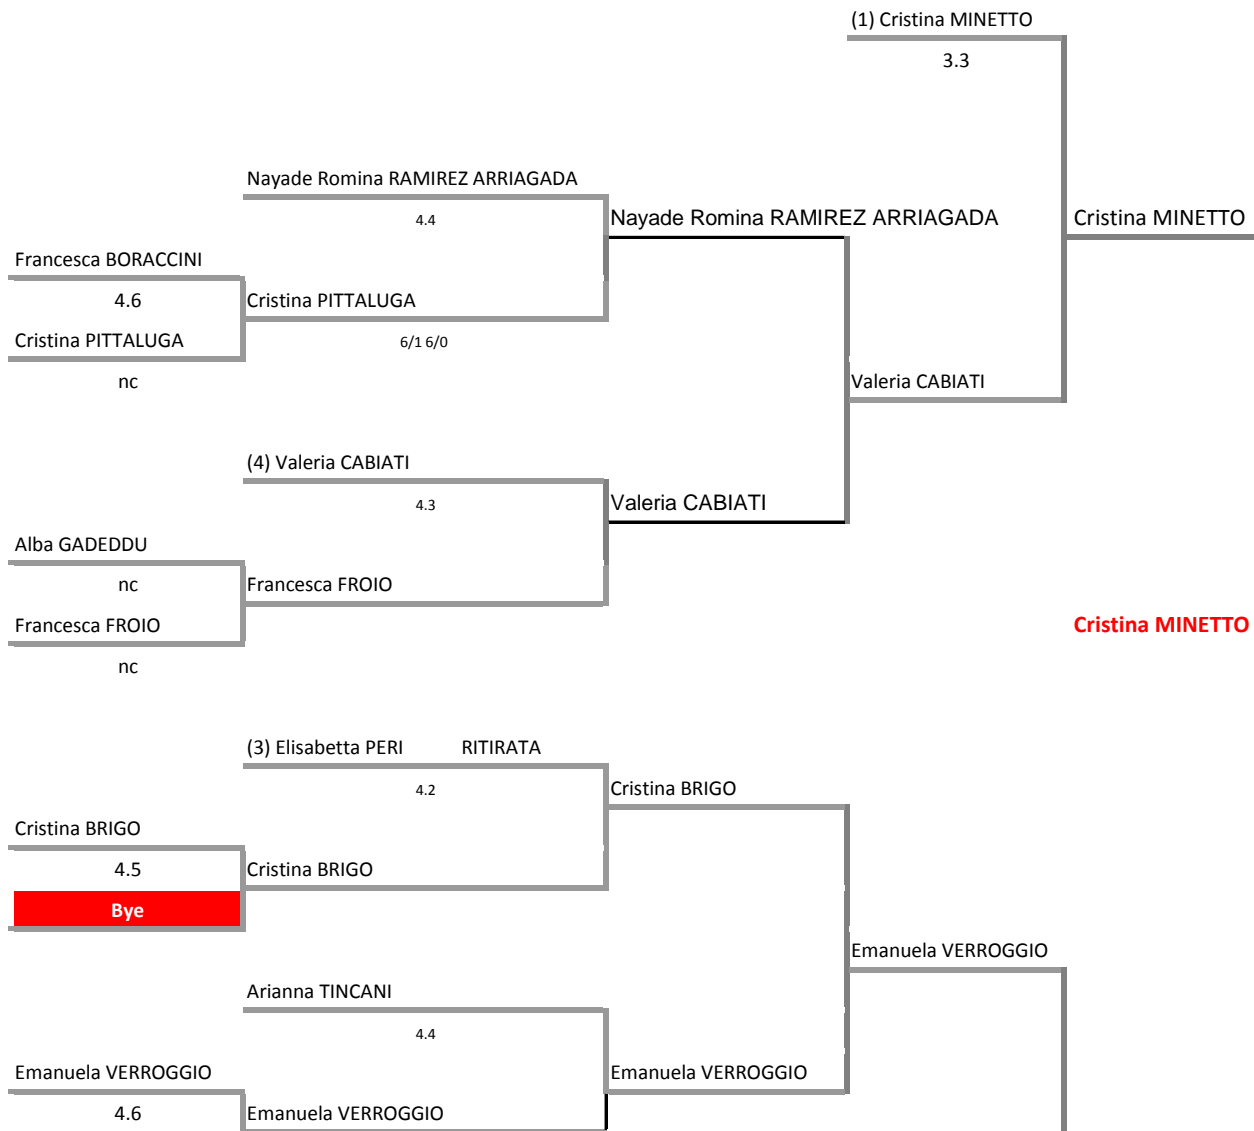 (1) Cristina MINETTO
3.3
Nayade Romina RAMIREZ ARRIAGADA
4.4
Nayade Romina RAMIREZ ARRIAGADA
Cristina MINETTO
Francesca BORACCINI
4.6
Cristina PITTALUGA
Cristina PITTALUGA
6/1 6/0
nc
Valeria CABIATI
(4) Valeria CABIATI
4.3
Valeria CABIATI
Alba GADEDDU
nc
Francesca FROIO
Francesca FROIO
Cristina MINETTO
nc
(3) Elisabetta PERI RITIRATA
4.2
Cristina BRIGO
Cristina BRIGO
4.5
Cristina BRIGO
Bye
Emanuela VERROGGIO
Arianna TINCANI
4.4
Emanuela VERROGGIO
Emanuela VERROGGIO
4.6
Emanuela VERROGGIO